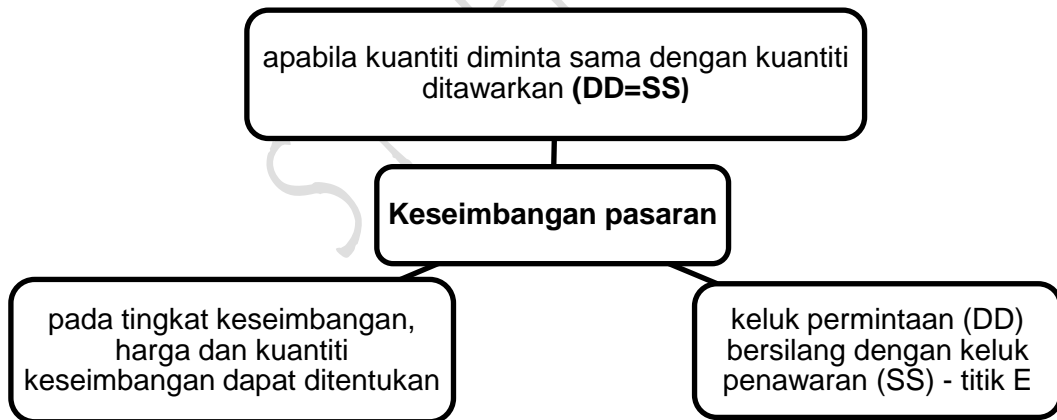 apabila kuantiti diminta sama dengan kuantiti
ditawarkan (DD=SS)
Keseimbangan pasaran
pada tingkat keseimbangan,
harga dan kuantiti
keseimbangan dapat ditentukan
keluk permintaan (DD)
bersilang dengan keluk
penawaran (SS) - titik E